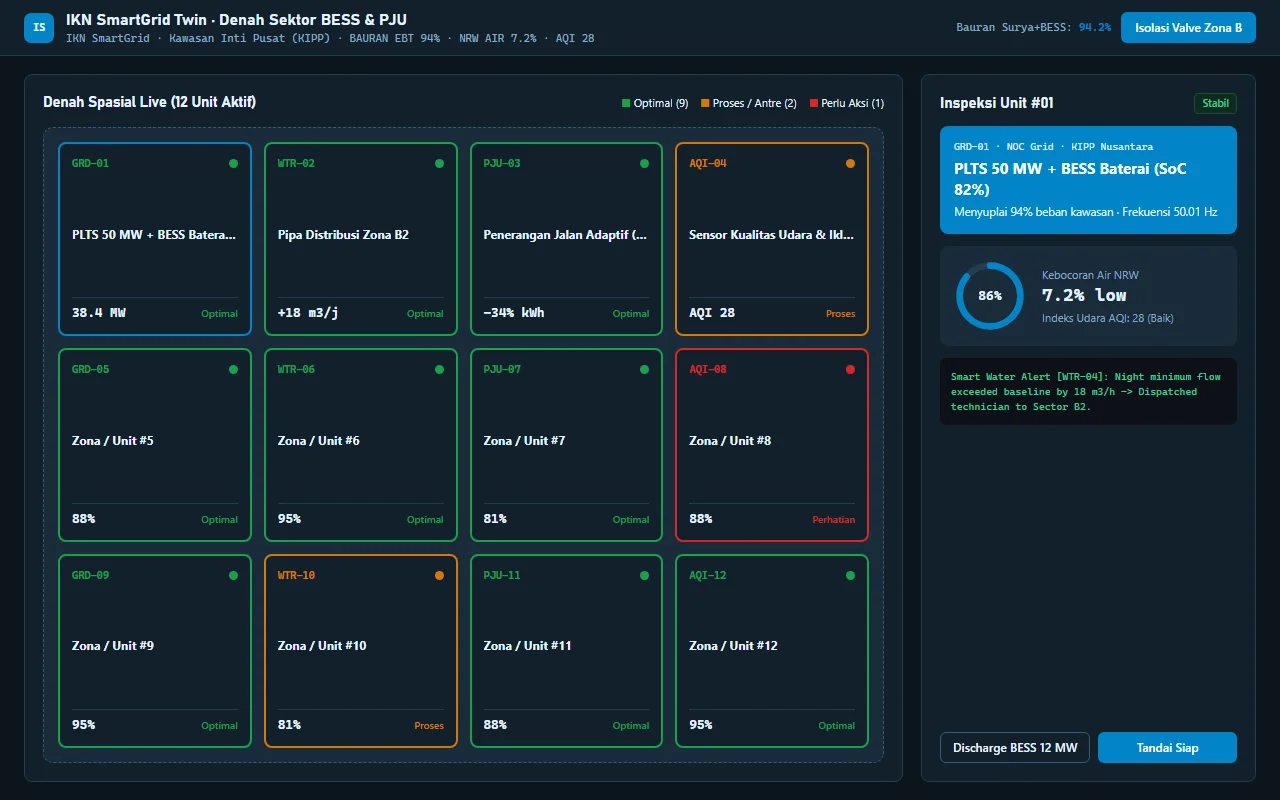 IS
IKN SmartGrid Twin · Denah Sektor BESS & PJU
IKN SmartGrid · Kawasan Inti Pusat (KIPP) · BAURAN EBT 94% · NRW AIR 7.2% · AQI 28
Bauran Surya+BESS: 94.2%
Isolasi Valve Zona B
Denah Spasial Live (12 Unit Aktif)
Optimal (9)
Proses / Antre (2)
Perlu Aksi (1)
GRD-01
PLTS 50 MW + BESS Batera...
38.4 MW
Optimal
WTR-02
Pipa Distribusi Zona B2
+18 m3/j
Optimal
PJU-03
Penerangan Jalan Adaptif (...
-34% kWh
Optimal
AQI-04
Sensor Kualitas Udara & Ikl...
AQI 28
Proses
GRD-05
Zona / Unit #5
88%
Optimal
WTR-06
Zona / Unit #6
95%
Optimal
PJU-07
Zona / Unit #7
81%
Optimal
AQI-08
Zona / Unit #8
88%
Perhatian
GRD-09
Zona / Unit #9
95%
Optimal
WTR-10
Zona / Unit #10
81%
Proses
PJU-11
Zona / Unit #11
88%
Optimal
AQI-12
Zona / Unit #12
95%
Optimal
Inspeksi Unit #01
Stabil
GRD-01 · NOC Grid · KIPP Nusantara
PLTS 50 MW + BESS Baterai (SoC
82%)
Menyuplai 94% beban kawasan · Frekuensi 50.01 Hz
86%
Kebocoran Air NRW
7.2% low
Indeks Udara AQI: 28 (Baik)
Smart Water Alert [WTR-04]: Night minimum flow
exceeded baseline by 18 m3/h -> Dispatched
technician to Sector B2.
Discharge BESS 12 MW
Tandai Siap